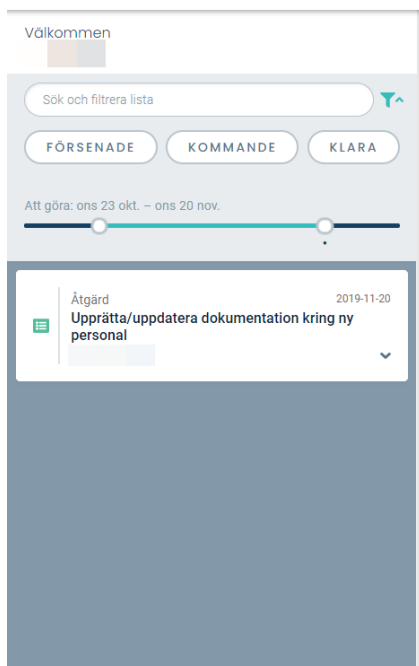 Välkommen
Sök och filtrera lista
FÖRSENADE
KOMMANDE
KLARA
Att göra: ons 23 okt. – ons 20 nov.
Åtgärd
2019-11-20
Upprätta/uppdatera dokumentation kring ny
personal